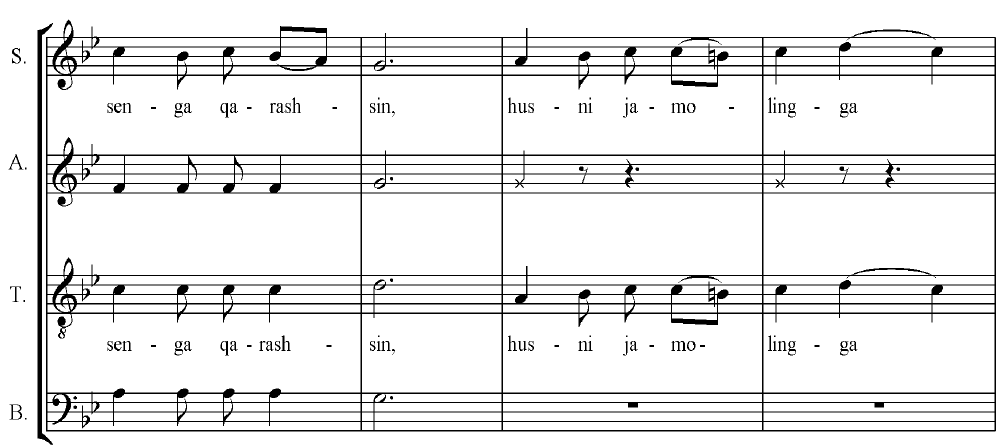 S.
sen - ga qa - rash - sin, hus - ni ja - mo - ling - ga
A.
T.
8
sen - ga qa - rash - sin, hus - ni ja - mo - ling - ga
B.